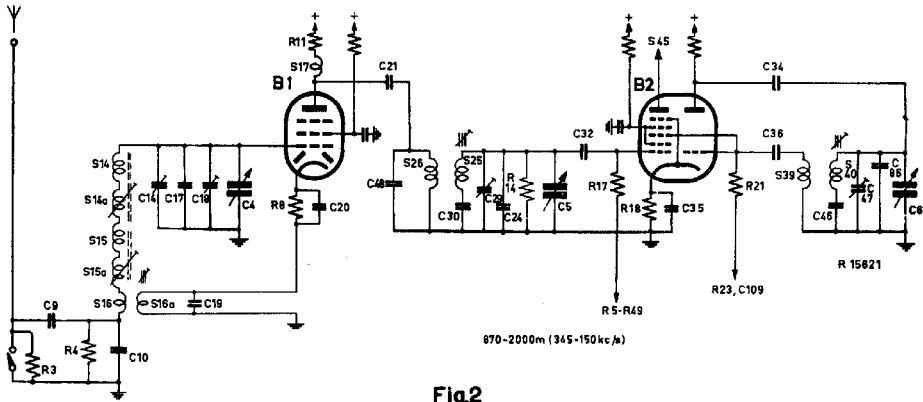 R11
S17
B1
C21
S45
B2
C34
S14
S14a
S15
S15a
S16
S16a
C14
C17
C18
C4
R8
C20
C19
C9
R4
C10
R3
S26
S25
C48
C30
C29
C24
R
14
C5
C32
R17
R18
C35
R21
C36
S39
S
40
C46
C
47
C
86
C6
R5-R49
R23, C109
R 15621
870-2000m (345-150kc/s)
Fig.2